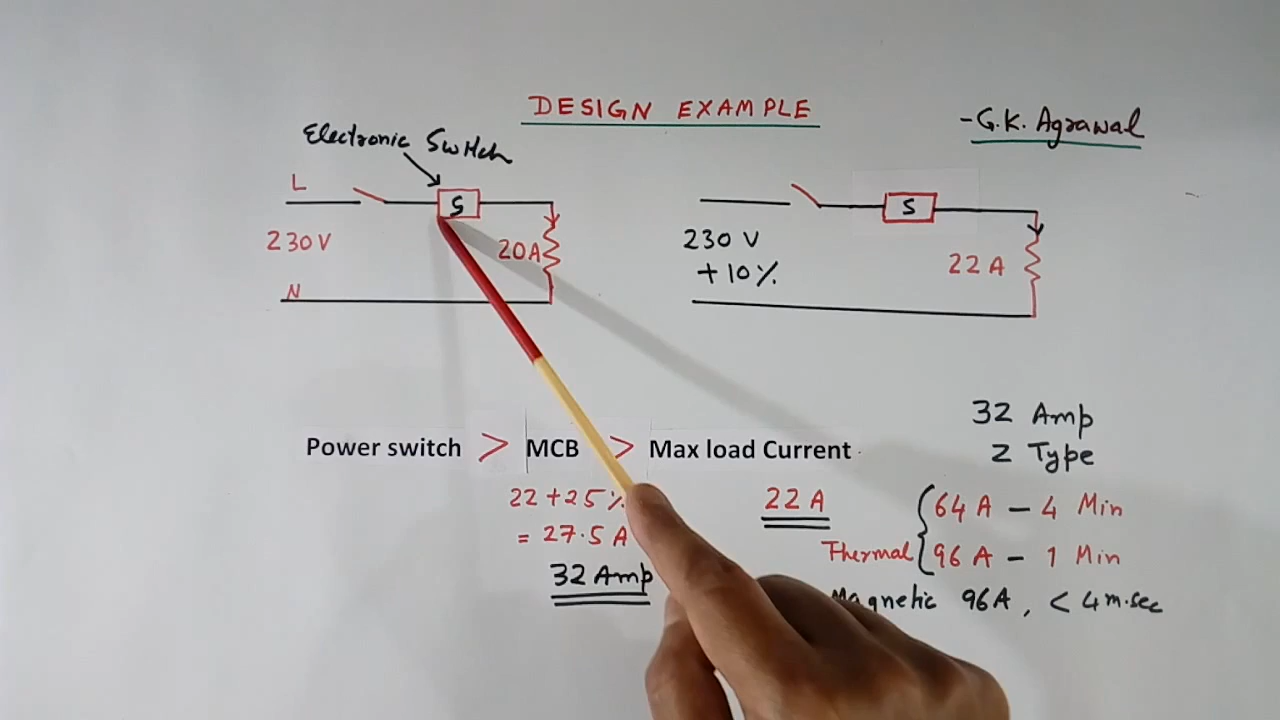 DESIGN EXAMPLE
-G.K. Agrawal
Electronic Switch
L
S
230V
20A
N
S
230 V
+10%
22 A
Power switch > MCB > Max load Current
22 +25%
= 27.5 A
32 Amp
22 A
32 Amp
Z Type
64 A - 4 Min
Thermal
96 A - 1 Min
Magnetic 96A, < 4m.sec